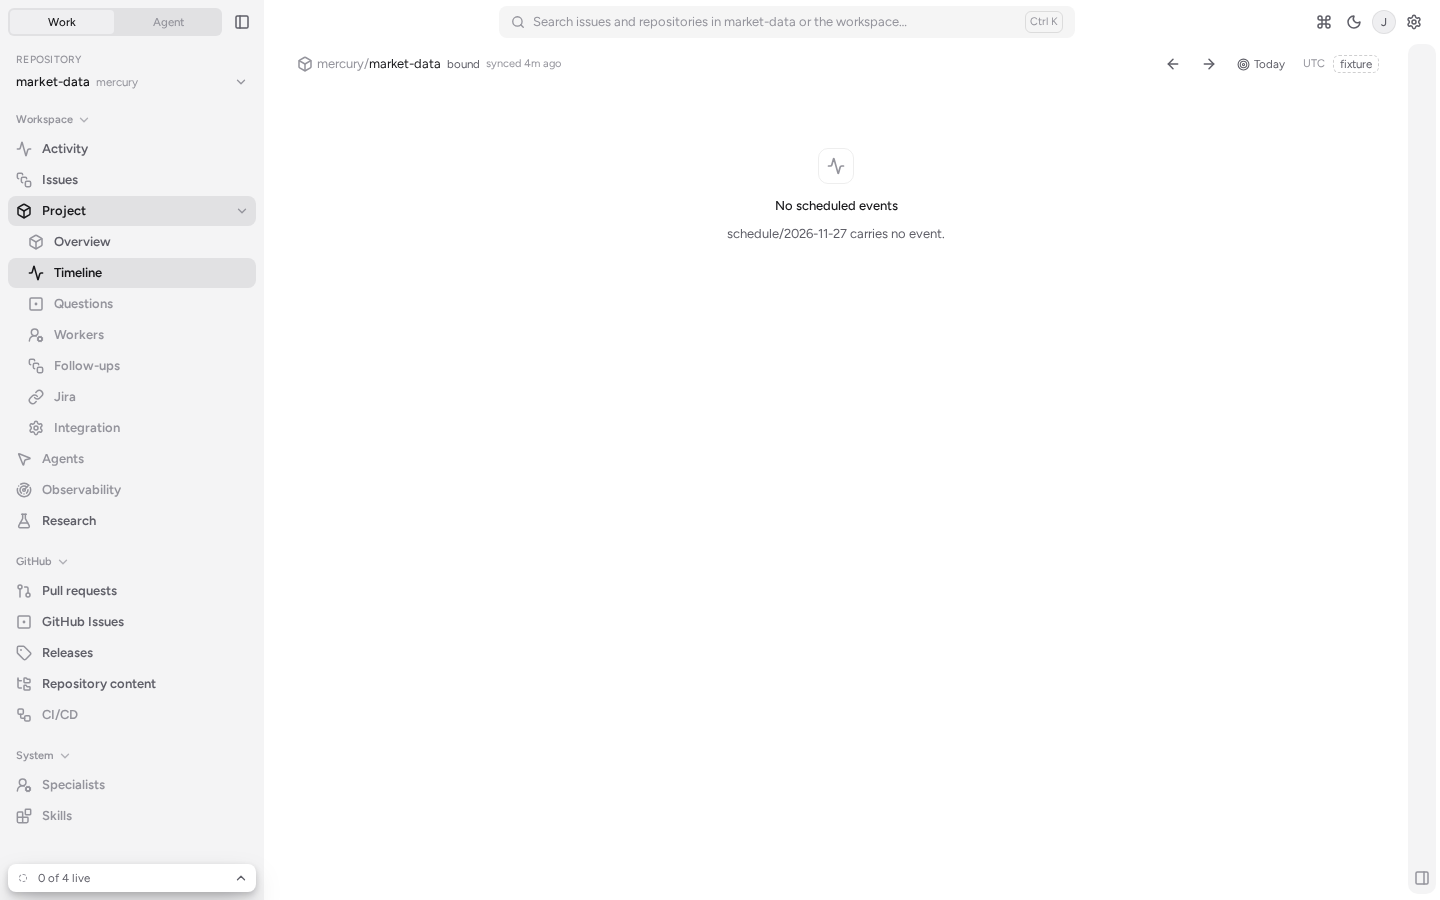 Work
Agent
Search issues and repositories in market-data or the workspace...
Ctrl K
J
REPOSITORY
market-data mercury
mercury/market-data bound synced 4m ago
Today
UTC
fixture
Workspace
Activity
Issues
Project
Overview
Timeline
Questions
Workers
Follow-ups
Jira
Integration
Agents
Observability
Research
GitHub
Pull requests
GitHub Issues
Releases
Repository content
CI/CD
System
Specialists
Skills
0 of 4 live
No scheduled events
schedule/2026-11-27 carries no event.